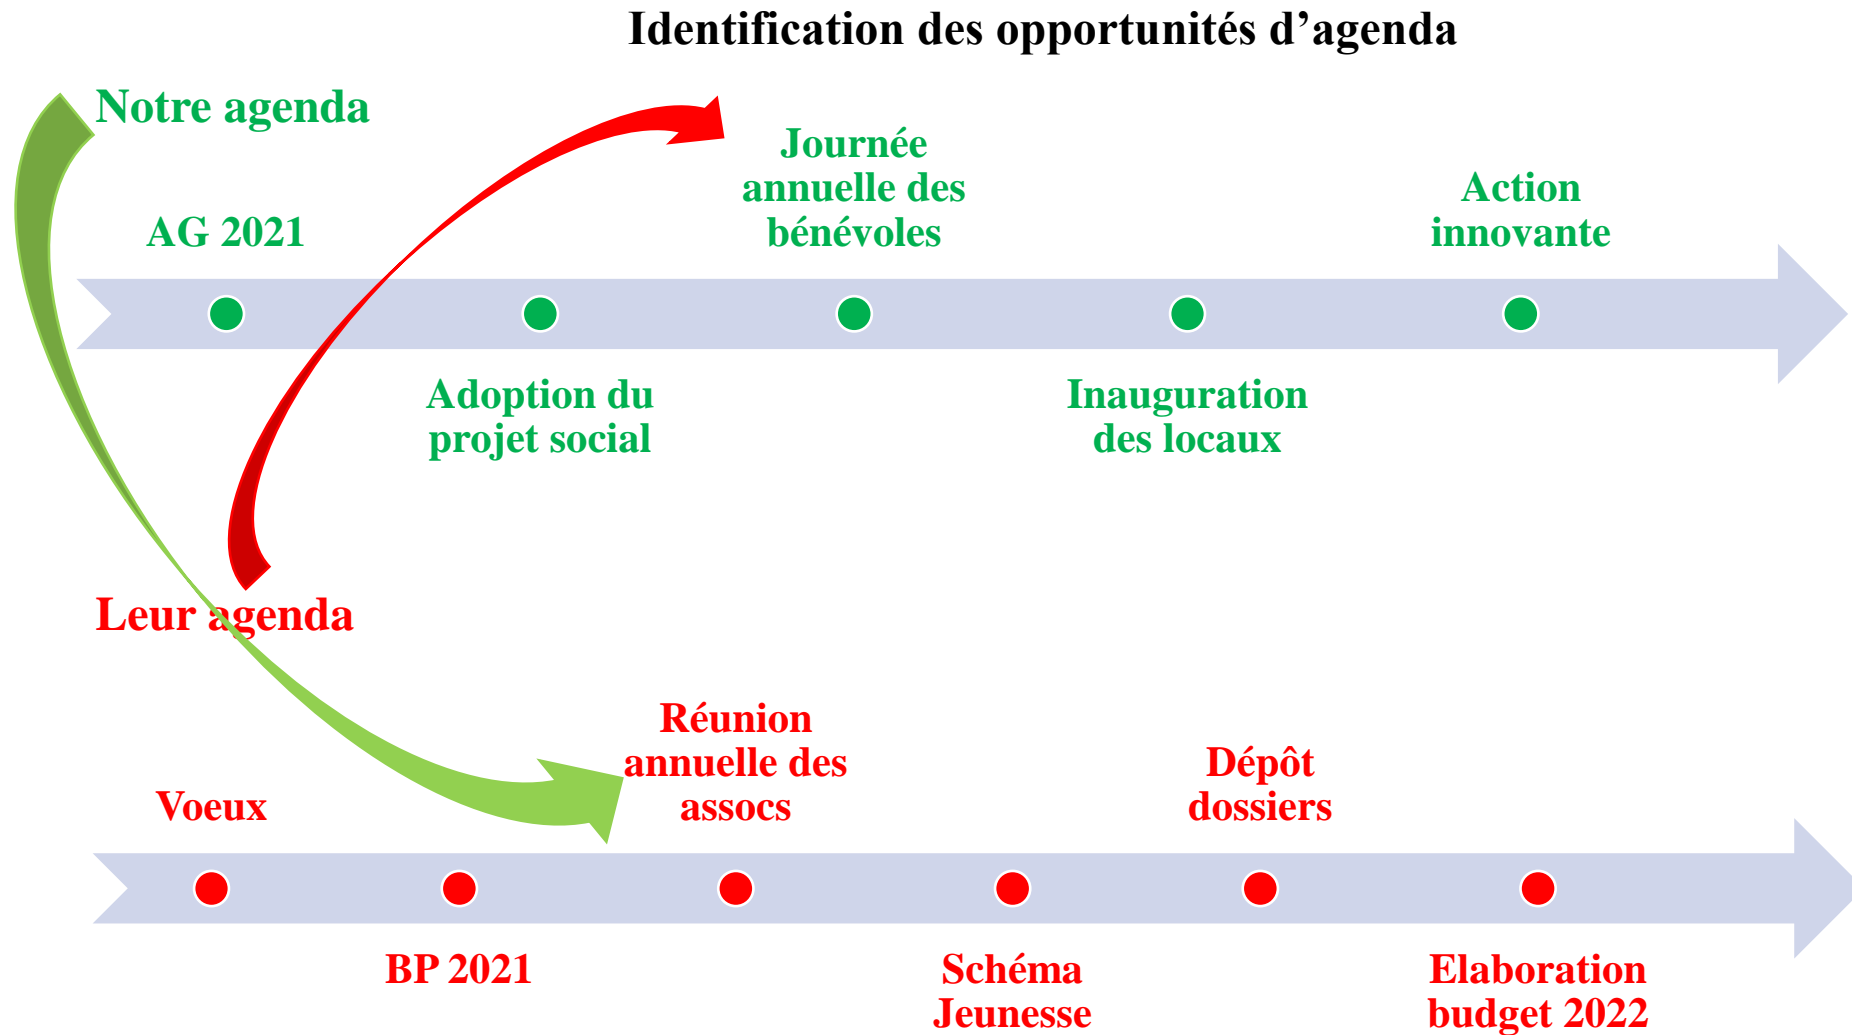 Identification des opportunités d’agenda
Notre agenda
AG 2021
Journée
annuelle des
bénévoles
Action
innovante
Adoption du
projet social
Inauguration
des locaux
Leur agenda
Voeux
Réunion
annuelle des
assocs
Dépôt
dossiers
BP 2021
Schéma
Jeunesse
Elaboration
budget 2022